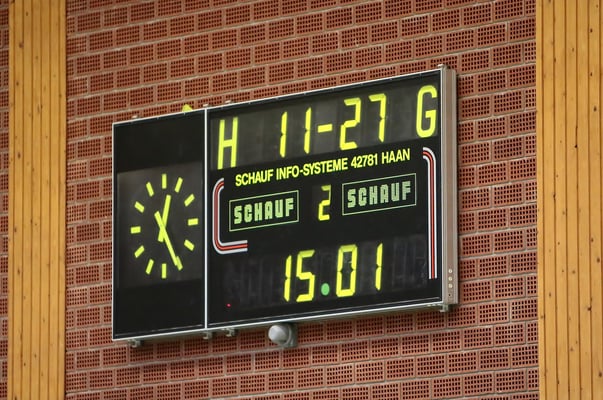 H 11-27 G
SCHAUF INFO-SYSTEME 42781 HAAN
SCHAUF 2 SCHAUF
15.01